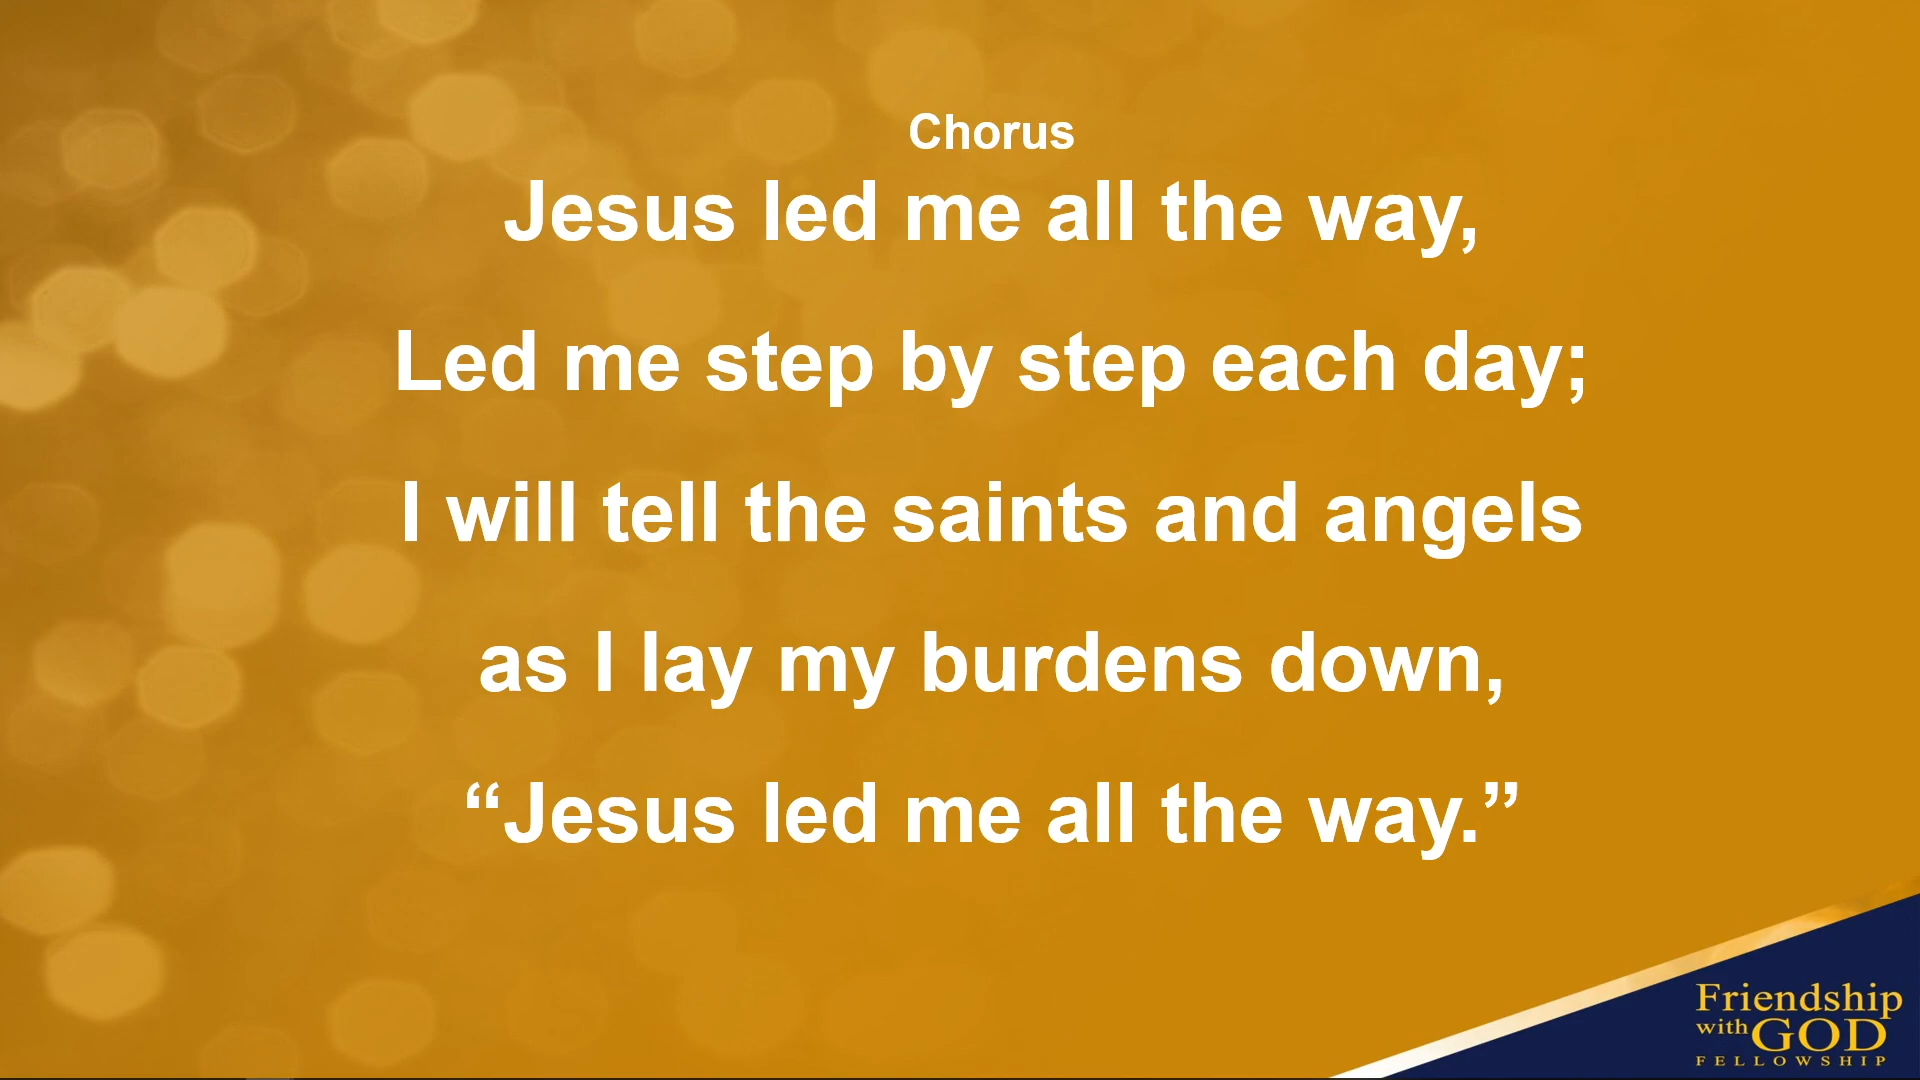 Chorus
Jesus led me all the way,
Led me step by step each day;
I will tell the saints and angels
as I lay my burdens down,
“Jesus led me all the way.”
Friendship
with GOD
FELLOWSHIP